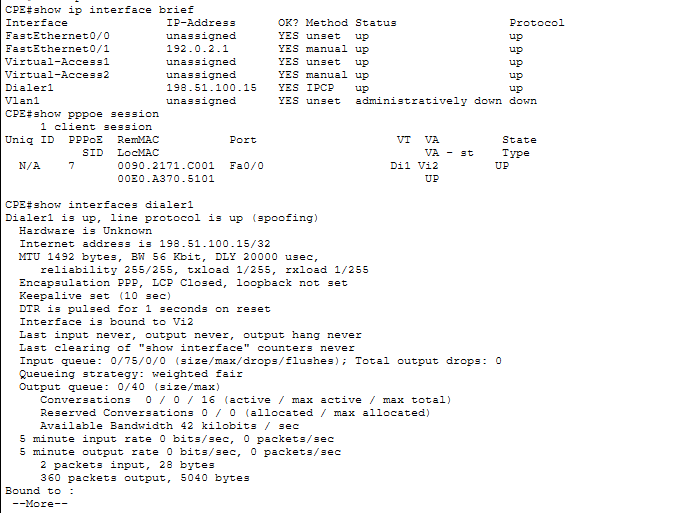 CPE#show ip interface brief
Interface IP-Address OK? Method Status Protocol
FastEthernet0/0 unassigned YES unset up up
FastEthernet0/1 192.0.2.1 YES manual up up
Virtual-Access1 unassigned YES unset up up
Virtual-Access2 unassigned YES manual up up
Dialer1 198.51.100.15 YES IPCP up up
Vlan1 unassigned YES unset administratively down down
CPE#show pppoe session
1 client session
Uniq ID PPPoE RemMAC Port VT VA State
SID LocMAC VA - st Type
N/A 7 0090.2171.C001 Fa0/0 Di1 Vi2 UP
00E0.A370.5101 UP
CPE#show interfaces dialer1
Dialer1 is up, line protocol is up (spoofing)
Hardware is Unknown
Internet address is 198.51.100.15/32
MTU 1492 bytes, BW 56 Kbit, DLY 20000 usec,
reliability 255/255, txload 1/255, rxload 1/255
Encapsulation PPP, LCP Closed, loopback not set
Keepalive set (10 sec)
DTR is pulsed for 1 seconds on reset
Interface is bound to Vi2
Last input never, output never, output hang never
Last clearing of "show interface" counters never
Input queue: 0/75/0/0 (size/max/drops/flushes); Total output drops: 0
Queueing strategy: weighted fair
Output queue: 0/40 (size/max)
Conversations 0 / 0 / 16 (active / max active / max total)
Reserved Conversations 0 / 0 (allocated / max allocated)
Available Bandwidth 42 kilobits / sec
5 minute input rate 0 bits/sec, 0 packets/sec
5 minute output rate 0 bits/sec, 0 packets/sec
2 packets input, 28 bytes
360 packets output, 5040 bytes
Bound to :
--More--